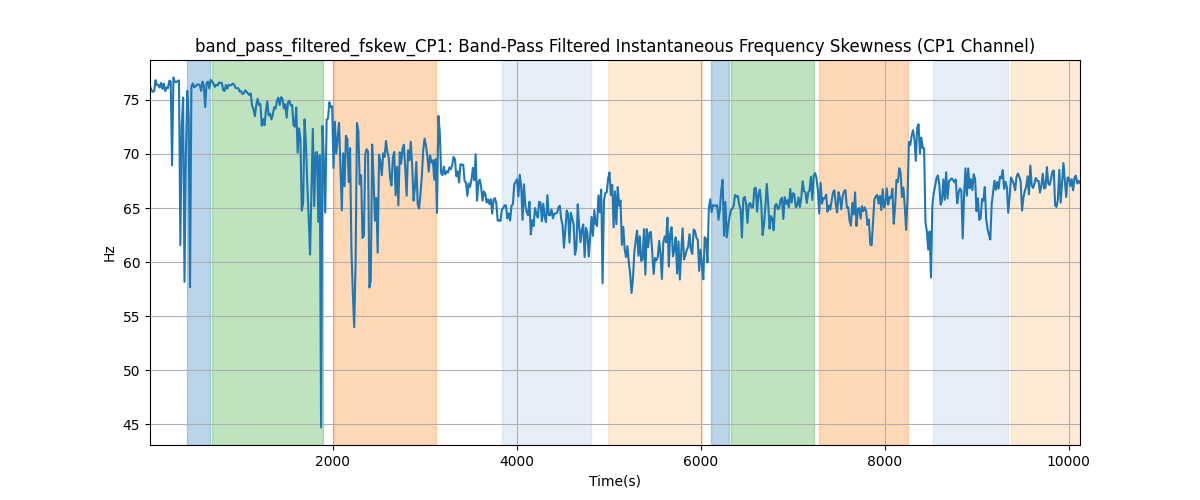 band_pass_filtered_fskew_CP1: Band-Pass Filtered Instantaneous Frequency Skewness (CP1 Channel)
75
70
65
60
55
50
45
Hz
2000 4000 6000 8000 10000
Time(s)